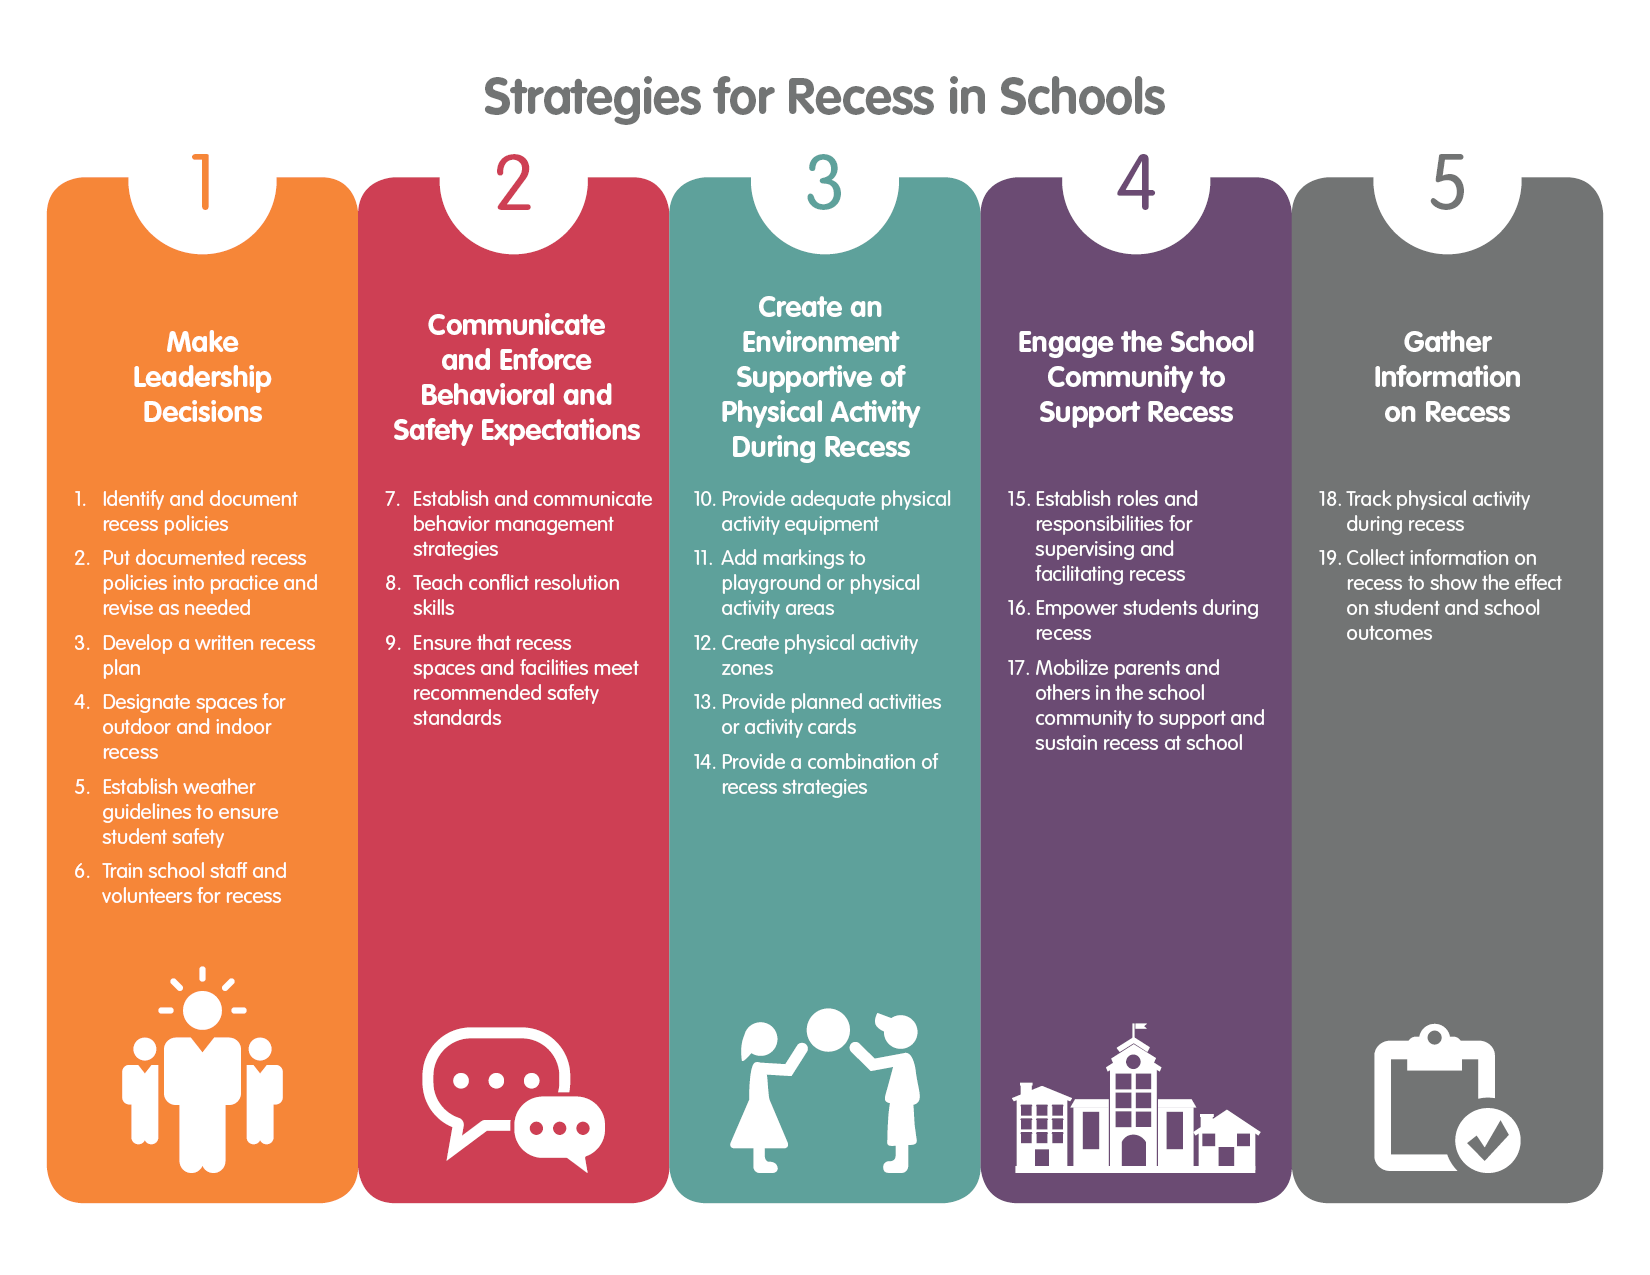 Strategies for Recess in Schools
1
Make
Leadership
Decisions
1. Identify and document
recess policies
2. Put documented recess
policies into practice and
revise as needed
3. Develop a written recess
plan
4. Designate spaces for
outdoor and indoor
recess
5. Establish weather
guidelines to ensure
student safety
6. Train school staff and
volunteers for recess
2
Communicate
and Enforce
Behavioral and
Safety Expectations
7. Establish and communicate
behavior management
strategies
8. Teach conflict resolution
skills
9. Ensure that recess
spaces and facilities meet
recommended safety
standards
3
Create an
Environment
Supportive of
Physical Activity
During Recess
10. Provide adequate physical
activity equipment
11. Add markings to
playground or physical
activity areas
12. Create physical activity
zones
13. Provide planned activities
or activity cards
14. Provide a combination of
recess strategies
4
Engage the School
Community to
Support Recess
15. Establish roles and
responsibilities for
supervising and
facilitating recess
16. Empower students during
recess
17. Mobilize parents and
others in the school
community to support and
sustain recess at school
5
Gather
Information
on Recess
18. Track physical activity
during recess
19. Collect information on
recess to show the effect
on student and school
outcomes